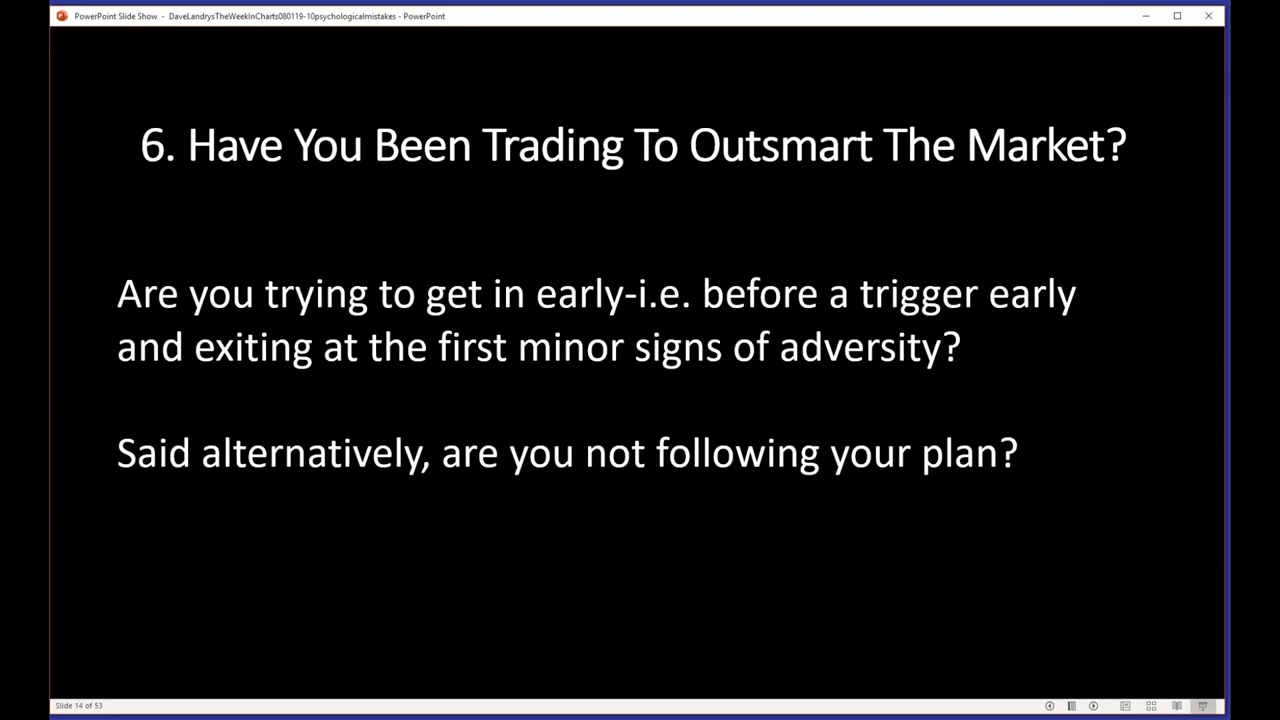 PowerPoint Slide Show - DaveLandrysTheWeekInCharts080119-10psychologicalmistakes - PowerPoint
6. Have You Been Trading To Outsmart The Market?
Are you trying to get in early-i.e. before a trigger early
and exiting at the first minor signs of adversity?
Said alternatively, are you not following your plan?
Slide 14 of 53